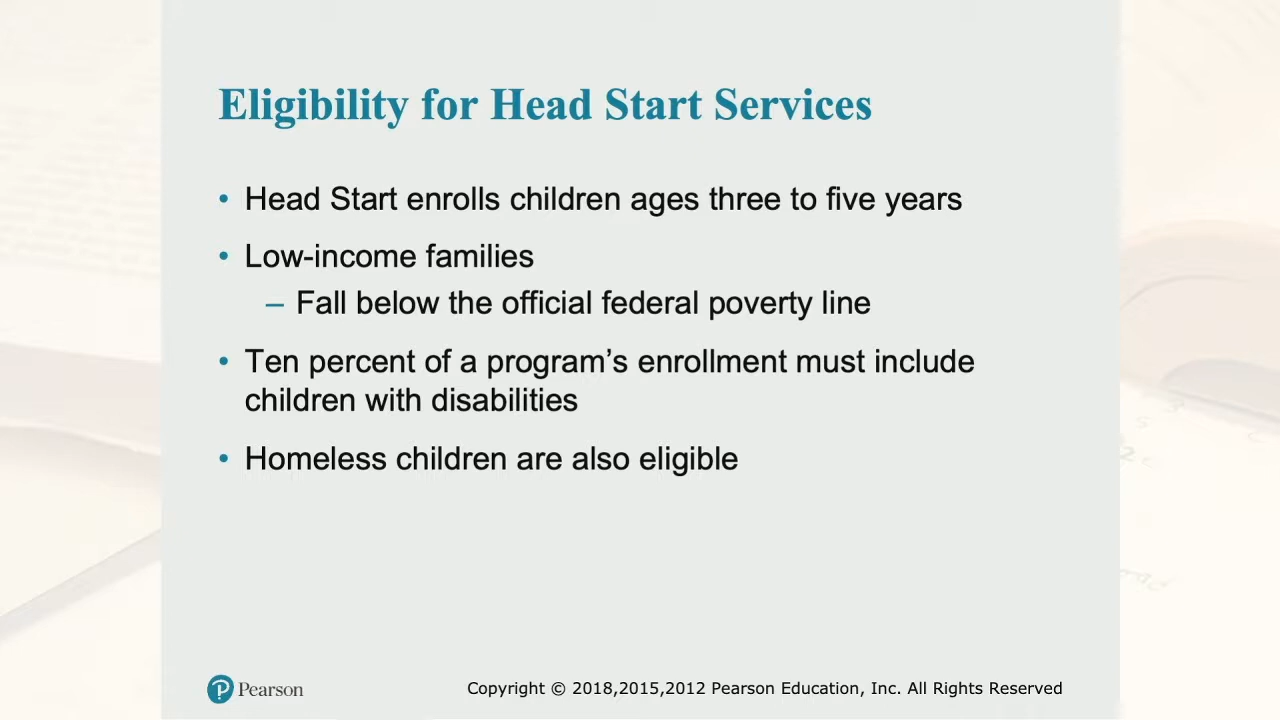 Eligibility for Head Start Services
• Head Start enrolls children ages three to five years
• Low-income families
– Fall below the official federal poverty line
• Ten percent of a program’s enrollment must include
children with disabilities
• Homeless children are also eligible
Pearson
Copyright © 2018,2015,2012 Pearson Education, Inc. All Rights Reserved